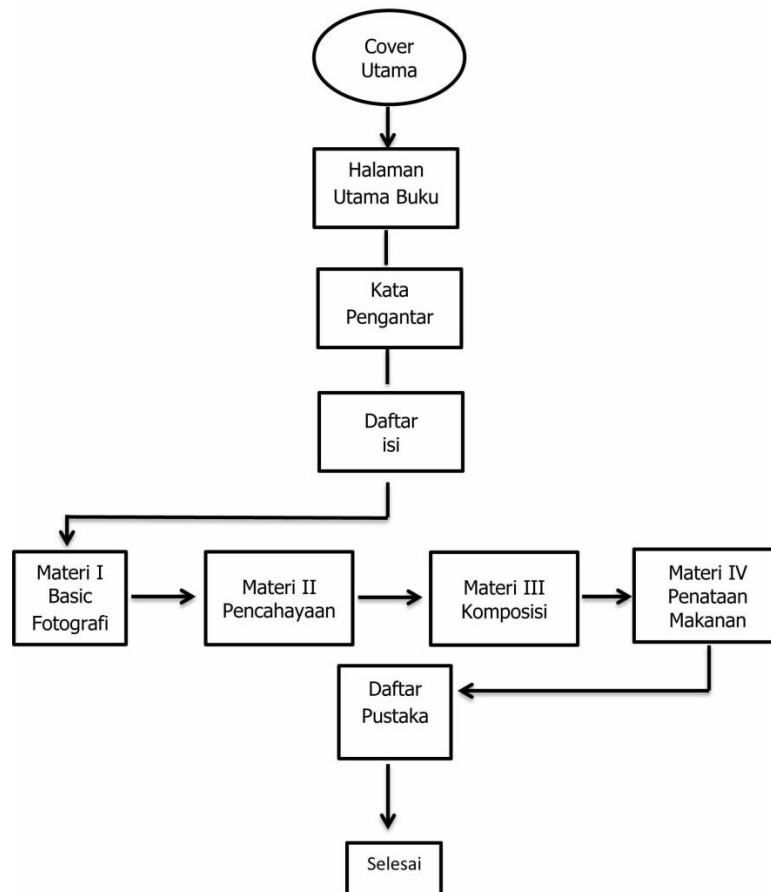 Cover
Utama
Halaman
Utama Buku
Kata
Pengantar
Daftar
isi
Materi I
Basic
Fotografi
Materi II
Pencahayaan
Materi III
Komposisi
Materi IV
Penataan
Makanan
Daftar
Pustaka
Selesai